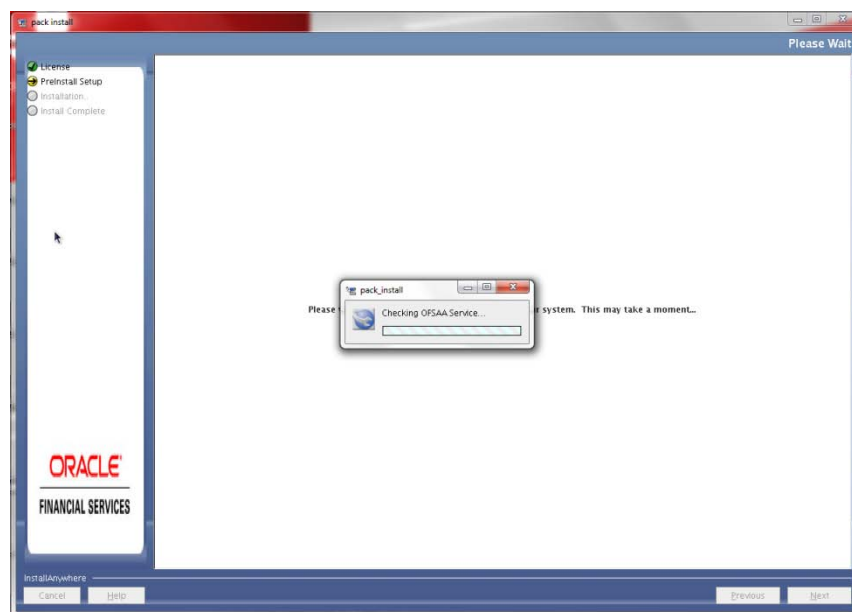 pack install
Please Wait
License
PreInstall Setup
Installation...
Install Complete
pack_install
Checking OFSAA Service...
Please
r system. This may take a moment...
ORACLE
FINANCIAL SERVICES
InstallAnywhere
Cancel
Help
Previous
Next